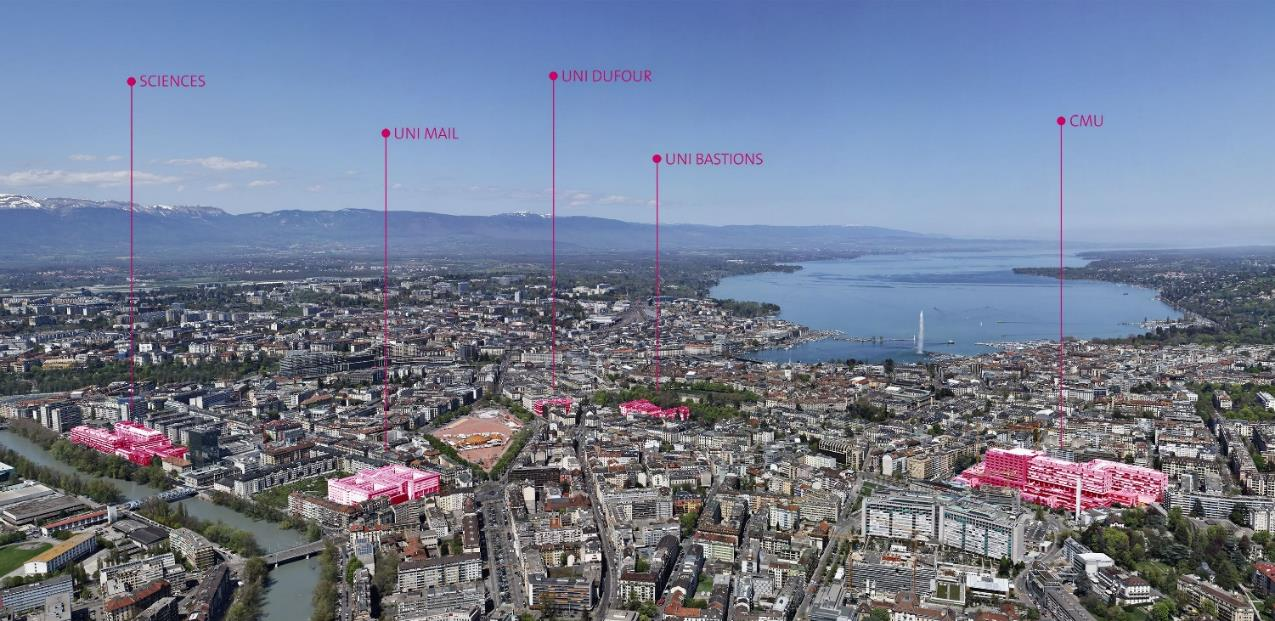 SCIENCES
UNI MAIL
UNI DUFOUR
UNI BASTIONS
CMU